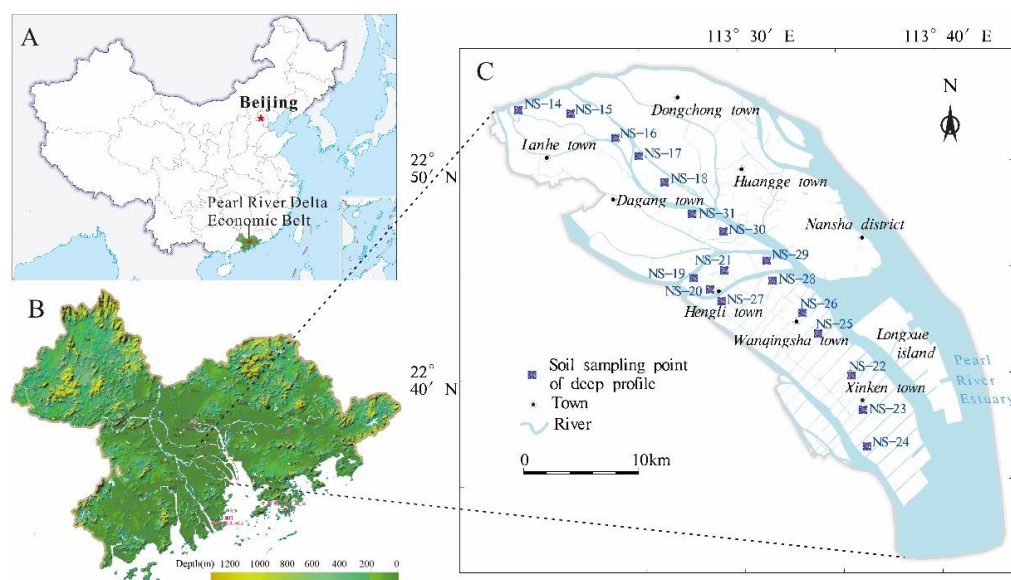 A
Beijing
Pearl River Delta
Economic Belt
B
Depth(m) 1200 1000 800 600 400 200 0
113° 30′ E
113° 40′ E
22°
50′ N
22°
40′ N
C
N
NS-14
NS-15
Dongchong town
NS-16
Lanhe town
NS-17
NS-18
Huangge town
Dagang town
NS-31
NS-30
Nansha district
NS-29
NS-21
NS-19
NS-28
NS-20
NS-27
Hengli town
NS-26
NS-25
Wanqingsha town
Longxue
island
NS-22
Xinken town
Pearl
River
Estuary
NS-23
NS-24
Soil sampling point
of deep profile
Town
River
0 10km